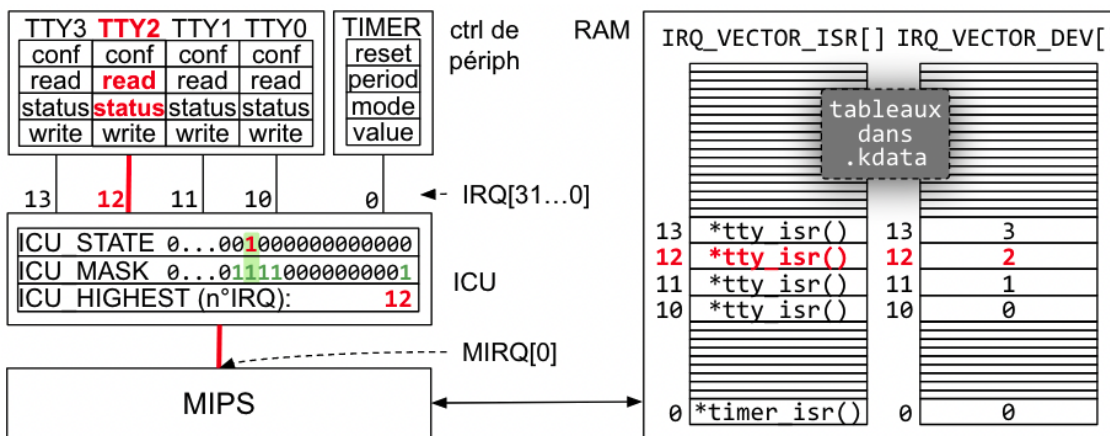 TTY3 TTY2 TTY1 TTY0
conf conf conf conf
read read read read
status status status status
write write write write
TIMER
reset
period
mode
value
ctrl de
périph
13 12 11 10 0
IRQ[31...0]
ICU_STATE 0...001000000000000
ICU_MASK 0...011110000000001
ICU_HIGHEST (n°IRQ): 12
ICU
MIRQ[0]
MIPS
RAM
IRQ_VECTOR_ISR[] IRQ_VECTOR_DEV[
tableaux
dans
.kdata
13 *tty_isr() 13 3
12 *tty_isr() 12 2
11 *tty_isr() 11 1
10 *tty_isr() 10 0
0 *timer_isr() 0 0